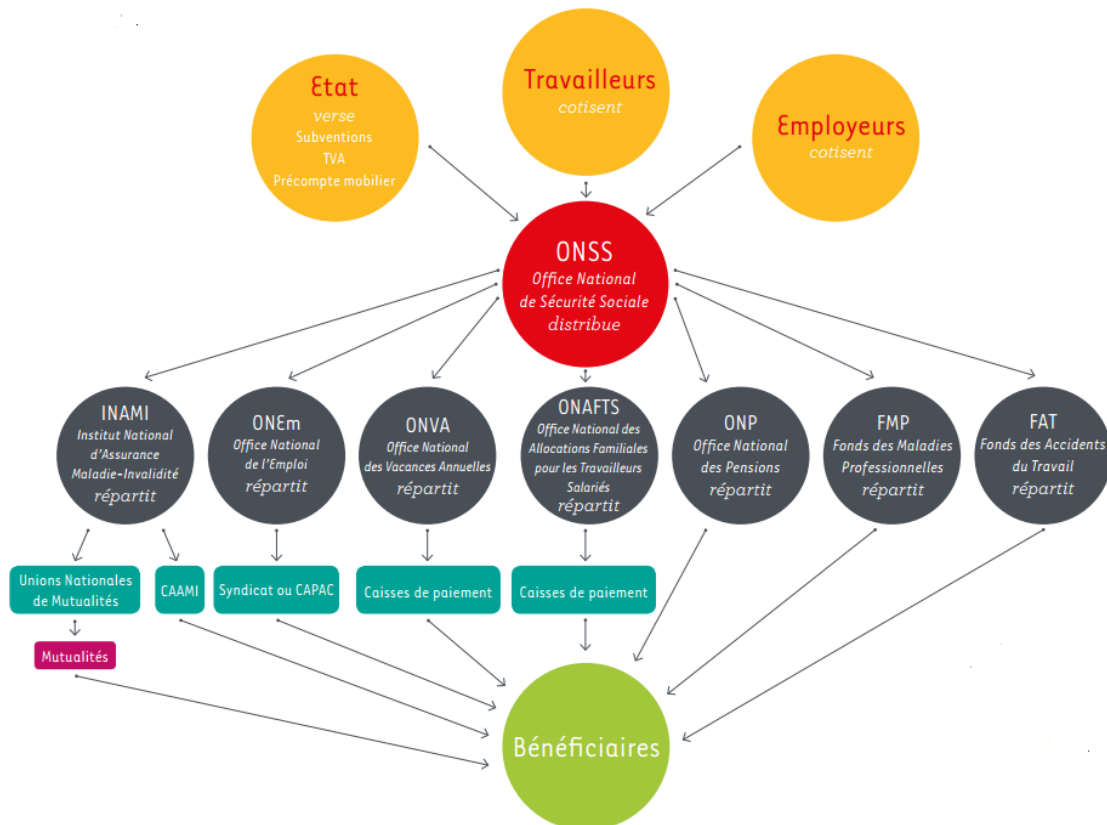 Etat
verse
Subventions
TVA
Précompte mobilier
Travailleurs
cotisent
Employeurs
cotisent
ONSS
Office National
de Sécurité Sociale
distribue
INAMI
Institut National
d'Assurance
Maladie-Invalidité
répartit
ONEm
Office National
de l'Emploi
répartit
ONVA
Office National
des Vacances Annuelles
répartit
ONAFTS
Office National des
Allocations Familiales
pour les Travailleurs
Salariés
répartit
ONP
Office National
des Pensions
répartit
FMP
Fonds des Maladies
Professionnelles
répartit
FAT
Fonds des Accidents
du Travail
répartit
Unions Nationales
de Mutualités
CAAMI
Syndicat ou CAPAC
Caisses de paiement
Caisses de paiement
Mutualités
Bénéficiaires